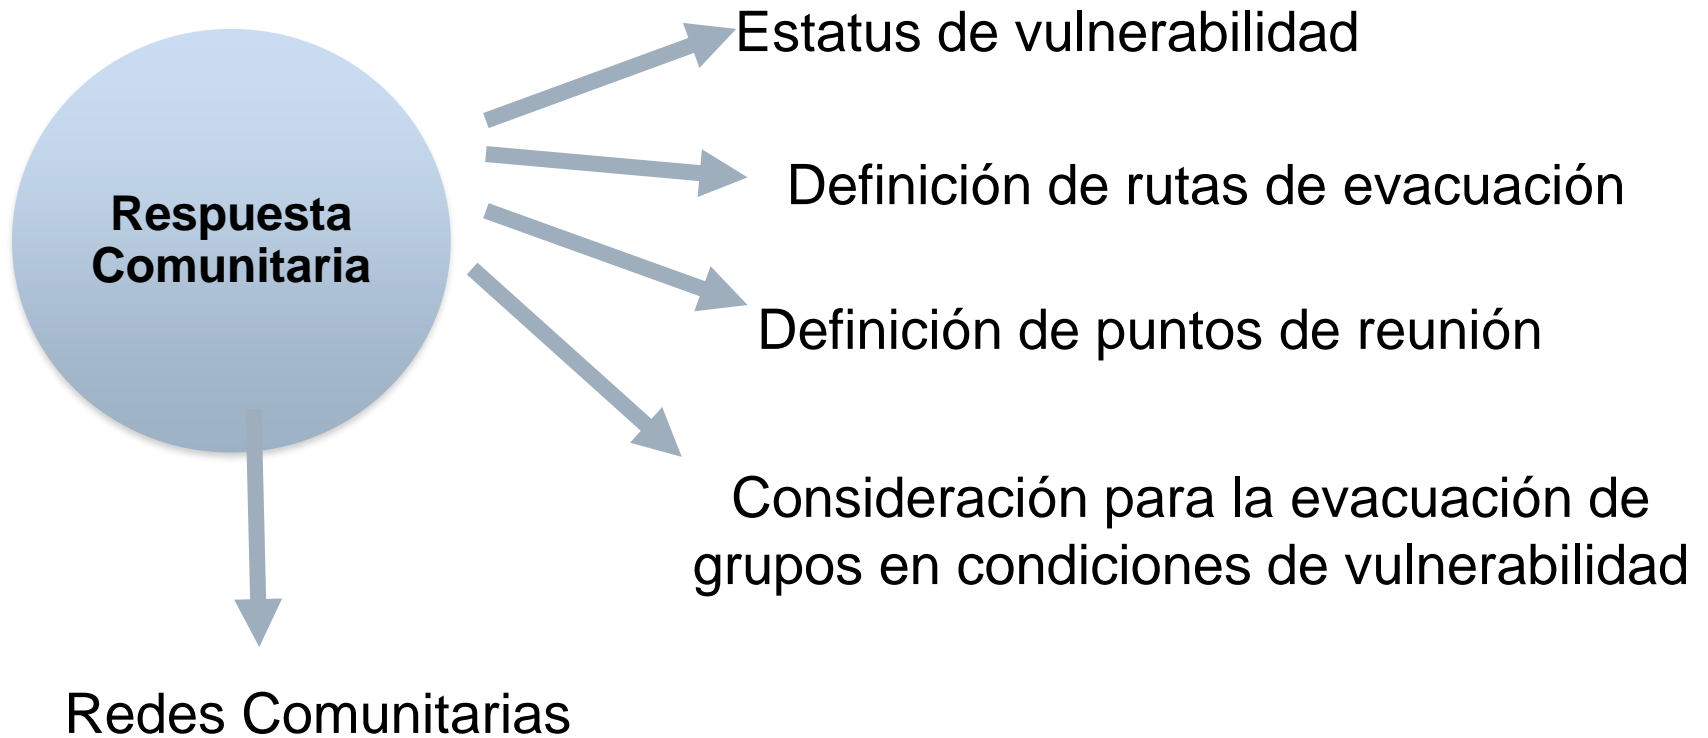 Estatus de vulnerabilidad
Definición de rutas de evacuación
Respuesta
Comunitaria
Definición de puntos de reunión
Consideración para la evacuación de
grupos en condiciones de vulnerabilidad
Redes Comunitarias